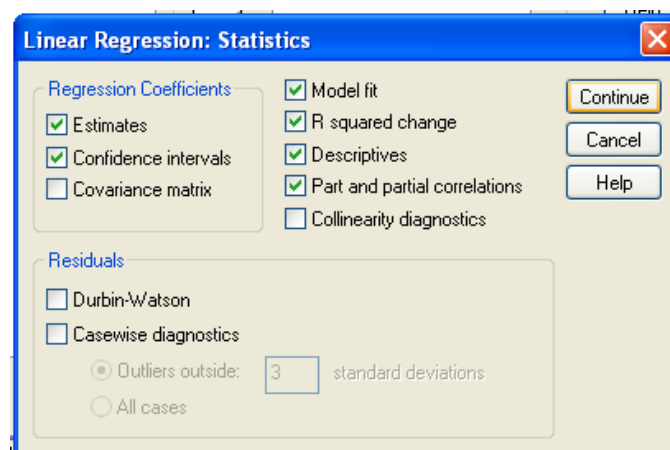 Linear Regression: Statistics
Regression Coefficients
Estimates
Confidence intervals
Covariance matrix
Model fit
R squared change
Descriptives
Part and partial correlations
Collinearity diagnostics
Continue
Cancel
Help
Residuals
Durbin-Watson
Casewise diagnostics
Outliers outside: 3 standard deviations
All cases